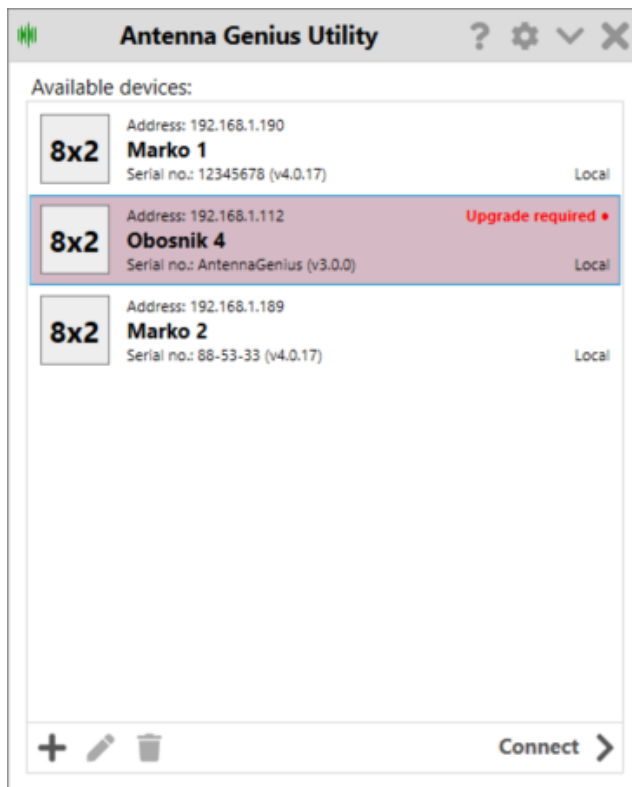 Antenna Genius Utility ?
Available devices:
8x2
Address: 192.168.1.190
Marko 1
Serial no.: 12345678 (v4.0.17)
Local
8x2
Address: 192.168.1.112
Upgrade required •
Obosnik 4
Serial no.: AntennaGenius (v3.0.0)
Local
8x2
Address: 192.168.1.189
Marko 2
Serial no.: 88-53-33 (v4.0.17)
Local
Connect